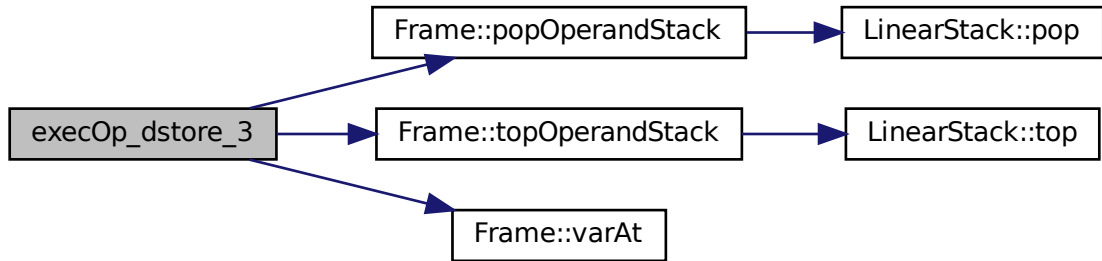 Frame::popOperandStack
LinearStack::pop
execOp_dstore_3
Frame::topOperandStack
LinearStack::top
Frame::varAt